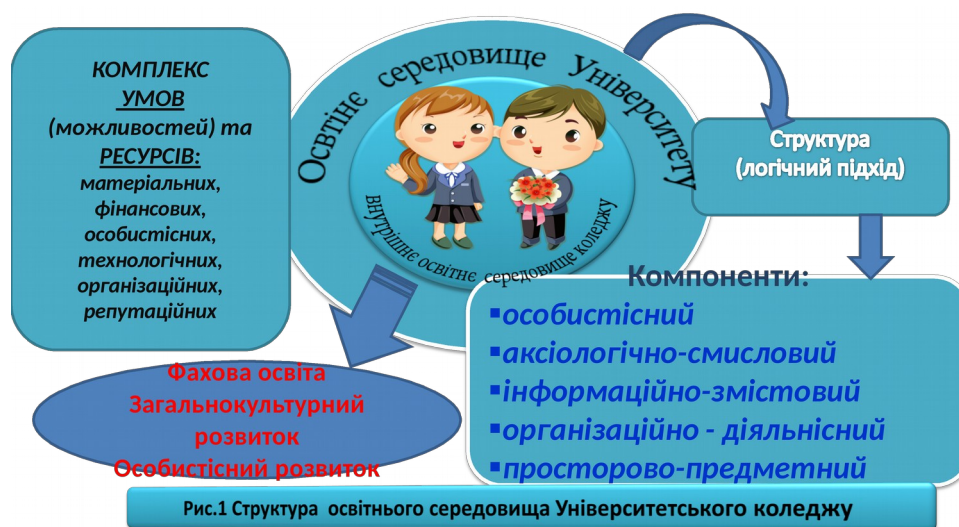 КОМПЛЕКС
УМОВ
(можливостей) та
РЕСУРСІВ:
матеріальних,
фінансових,
особистісних,
технологічних,
організаційних,
репутаційних
Освтінє середовище Університету
внутрішнє освітнє середовище коледжу
Структура
(логічний підхід)
Компоненти:
▪особистісний
▪аксіологічно-смисловий
▪інформаційно-змістовий
▪організаційно - діяльнісний
▪просторово-предметний
Фахова освіта
Загальнокультурний
розвиток
Особистісний розвиток
Рис.1 Структура освітнього середовища Університетського коледжу